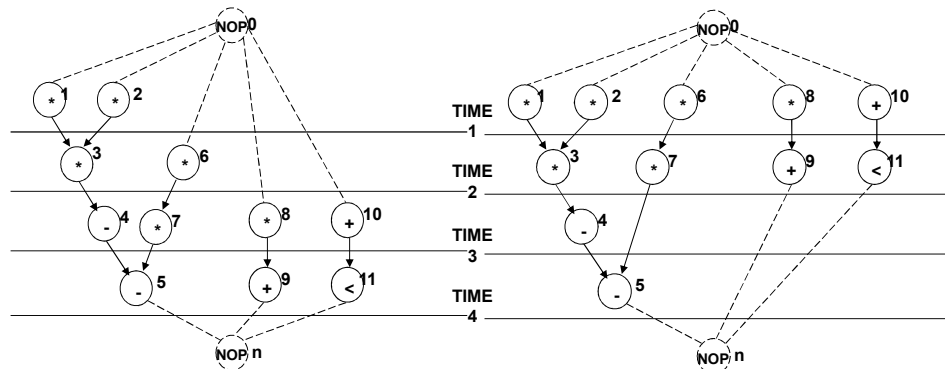 NOP 0 NOP 0
* 1 * 2 * 1 * 2 * 6 * 8 + 10
TIME
1
* 3 * 6 * 3 * 7 + 9 < 11
TIME
2
- 4 * 7 * 8 + 10 - 4
TIME
3
- 5 + 9 < 11 - 5
TIME
4
NOP n NOP n